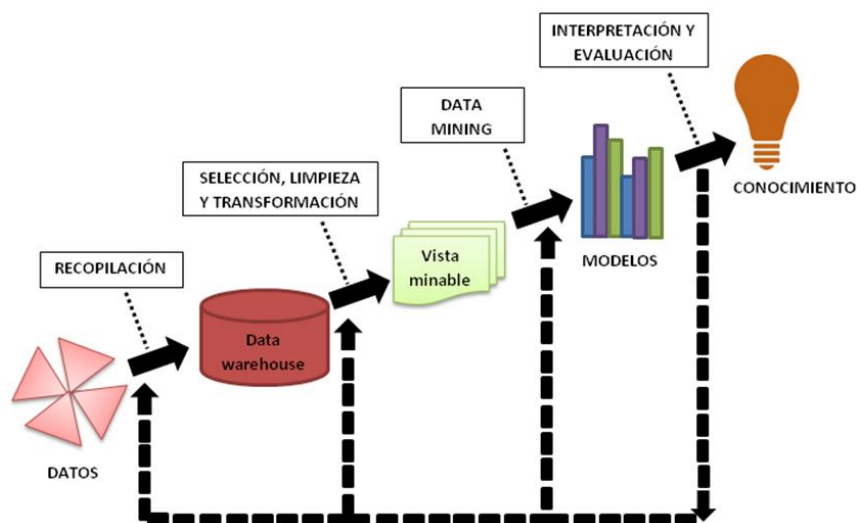 INTERPRETACIÓN Y
EVALUACIÓN
DATA
MINING
CONOCIMIENTO
SELECCIÓN, LIMPIEZA
Y TRANSFORMACIÓN
Vista
minable
MODELOS
RECOPILACIÓN
Data
warehouse
DATOS